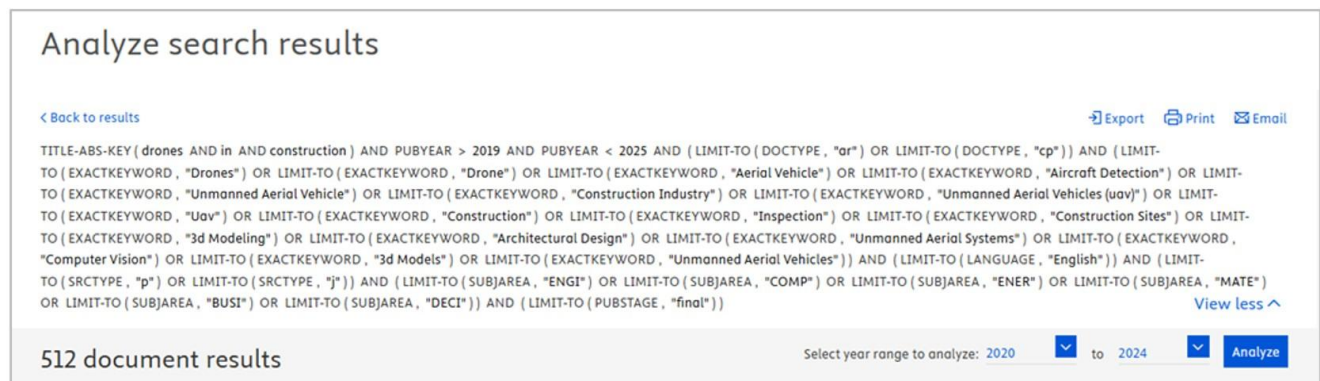 Analyze search results
Back to results
Export Print Email
TITLE-ABS-KEY ( drones AND in AND construction ) AND PUBYEAR > 2019 AND PUBYEAR < 2025 AND ( LIMIT-TO ( DOCTYPE , "ar" ) OR LIMIT-TO ( DOCTYPE , "cp" ) ) AND ( LIMIT-
TO ( EXACTKEYWORD , "Drones" ) OR LIMIT-TO ( EXACTKEYWORD , "Drone" ) OR LIMIT-TO ( EXACTKEYWORD , "Aerial Vehicle" ) OR LIMIT-TO ( EXACTKEYWORD , "Aircraft Detection" ) OR LIMIT-
TO ( EXACTKEYWORD , "Unmanned Aerial Vehicle" ) OR LIMIT-TO ( EXACTKEYWORD , "Construction Industry" ) OR LIMIT-TO ( EXACTKEYWORD , "Unmanned Aerial Vehicles (uav)" ) OR LIMIT-
TO ( EXACTKEYWORD , "Uav" ) OR LIMIT-TO ( EXACTKEYWORD , "Construction" ) OR LIMIT-TO ( EXACTKEYWORD , "Inspection" ) OR LIMIT-TO ( EXACTKEYWORD , "Construction Sites" ) OR LIMIT-
TO ( EXACTKEYWORD , "3d Modeling" ) OR LIMIT-TO ( EXACTKEYWORD , "Architectural Design" ) OR LIMIT-TO ( EXACTKEYWORD , "Unmanned Aerial Systems" ) OR LIMIT-TO ( EXACTKEYWORD ,
"Computer Vision" ) OR LIMIT-TO ( EXACTKEYWORD , "3d Models" ) OR LIMIT-TO ( EXACTKEYWORD , "Unmanned Aerial Vehicles" ) ) AND ( LIMIT-TO ( LANGUAGE , "English" ) ) AND ( LIMIT-
TO ( SRCTYPE , "p" ) OR LIMIT-TO ( SRCTYPE , "j" ) ) AND ( LIMIT-TO ( SUBJAREA , "ENGI" ) OR LIMIT-TO ( SUBJAREA , "COMP" ) OR LIMIT-TO ( SUBJAREA , "ENER" ) OR LIMIT-TO ( SUBJAREA , "MATE" )
OR LIMIT-TO ( SUBJAREA , "BUSI" ) OR LIMIT-TO ( SUBJAREA , "DECI" ) ) AND ( LIMIT-TO ( PUBSTAGE , "final" ) )
View less
512 document results
Select year range to analyze: 2020 to 2024 Analyze